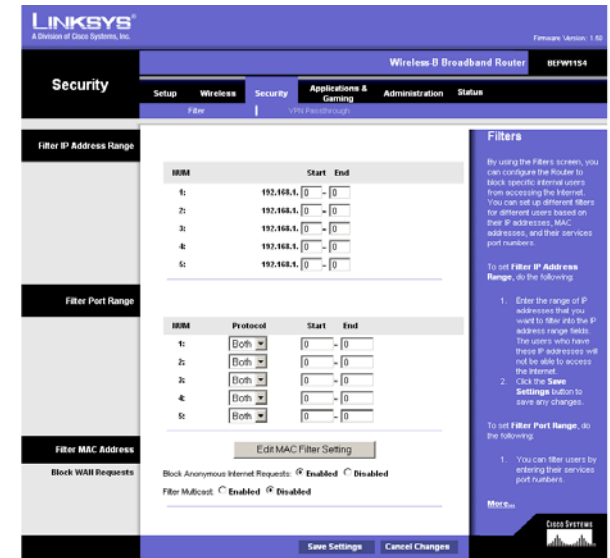 LINKSYS®
A Division of Cisco Systems, Inc.
Firmware Version: 1.50
Wireless-B Broadband Router
BEFW11S4
Security
Setup
Wireless
Security
Applications & Gaming
Administration
Status
Filter
VPN Passthrough
Filter IP Address Range
NUM
Start End
1: 192.168.1. 0 - 0
2: 192.168.1. 0 - 0
3: 192.168.1. 0 - 0
4: 192.168.1. 0 - 0
5: 192.168.1. 0 - 0
Filter Port Range
NUM Protocol Start End
1: Both 0 - 0
2: Both 0 - 0
3: Both 0 - 0
4: Both 0 - 0
5: Both 0 - 0
Filter MAC Address
Edit MAC Filter Setting
Block WAN Requests
Block Anonymous Internet Requests: Enabled Disabled
Filter Multicast: Enabled Disabled
Save Settings
Cancel Changes
Filters
By using the Filters screen, you
can configure the Router to
block specific internal users
from accessing the Internet.
You can set up different filters
for different users based on
their IP addresses, MAC
addresses, and their services
port numbers.
To set Filter IP Address
Range, do the following:
1. Enter the range of IP
addresses that you
want to filter into the IP
address range fields.
The users who have
these IP addresses will
not be able to access
the Internet.
2. Click the Save
Settings button to
save any changes.
To set Filter Port Range, do
the following:
1. You can filter users by
entering their services
port numbers.
More...
CISCO SYSTEMS